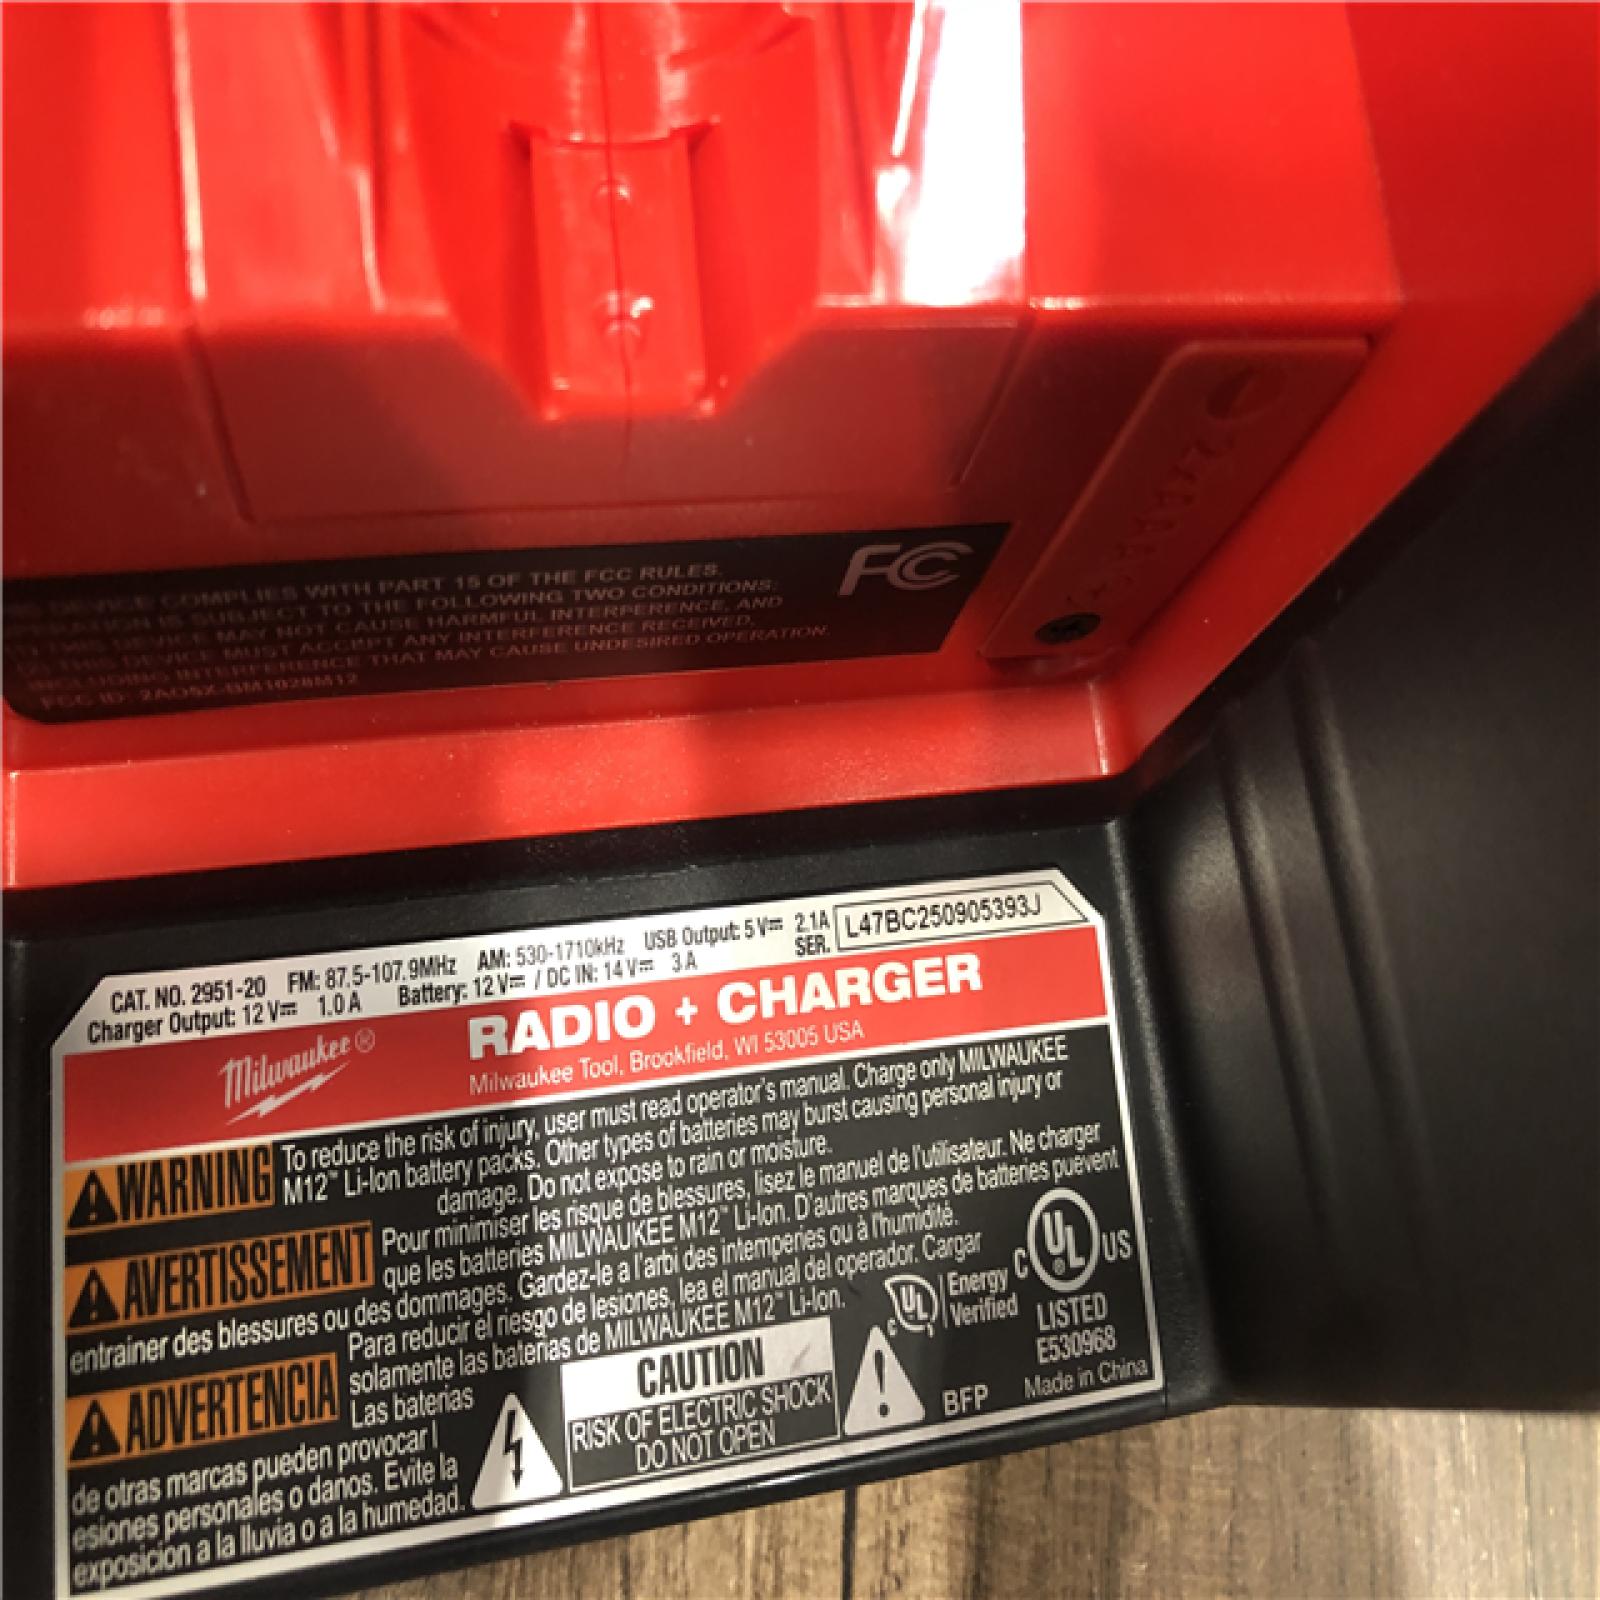 2xAAA
DEVICE COMPLIES WITH PART 15 OF THE FCC RULES.
OPERATION IS SUBJECT TO THE FOLLOWING TWO CONDITIONS:
(1) THIS DEVICE MAY NOT CAUSE HARMFUL INTERFERENCE, AND
(2) THIS DEVICE MUST ACCEPT ANY INTERFERENCE RECEIVED,
INCLUDING INTERFERENCE THAT MAY CAUSE UNDESIRED OPERATION.
FCC ID: 2AO5X-BM1028M12
FC
CAT. NO. 2951-20 FM: 87.5-107.9MHz AM: 530-1710kHz USB Output: 5 V⎓ 2.1A
Charger Output: 12 V⎓ 1.0 A Battery: 12 V⎓ / DC IN: 14 V⎓ 3 A SER. L47BC250905393J
Milwaukee®
RADIO + CHARGER
Milwaukee Tool, Brookfield, WI 53005 USA
WARNING To reduce the risk of injury, user must read operator's manual. Charge only MILWAUKEE
M12™ Li-Ion battery packs. Other types of batteries may burst causing personal injury or
damage. Do not expose to rain or moisture.
AVERTISSEMENT Pour minimiser les risque de blessures, lisez le manuel de l'utilisateur. Ne charger
que les batteries MILWAUKEE M12™ Li-Ion. D'autres marques de batteries peuvent
entrainer des blessures ou des dommages. Gardez-le a l'arbi des intemperies ou à l'humidité.
ADVERTENCIA Para reducir el riesgo de lesiones, lea el manual del operador. Cargar
solamente las baterias de MILWAUKEE M12™ Li-Ion.
Las baterias
de otras marcas pueden provocar l
esiones personales o danos. Evite la
exposicion a la lluvia o a la humedad.
CAUTION
RISK OF ELECTRIC SHOCK
DO NOT OPEN
c UL s Energy
Verified
C UL ® US
LISTED
E530968
BFP
Made in China